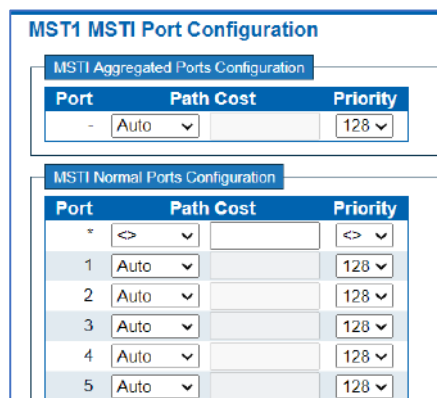 MST1 MSTI Port Configuration
MSTI Aggregated Ports Configuration
Port Path Cost Priority
- Auto 128
MSTI Normal Ports Configuration
Port Path Cost Priority
* <> <>
1 Auto 128
2 Auto 128
3 Auto 128
4 Auto 128
5 Auto 128